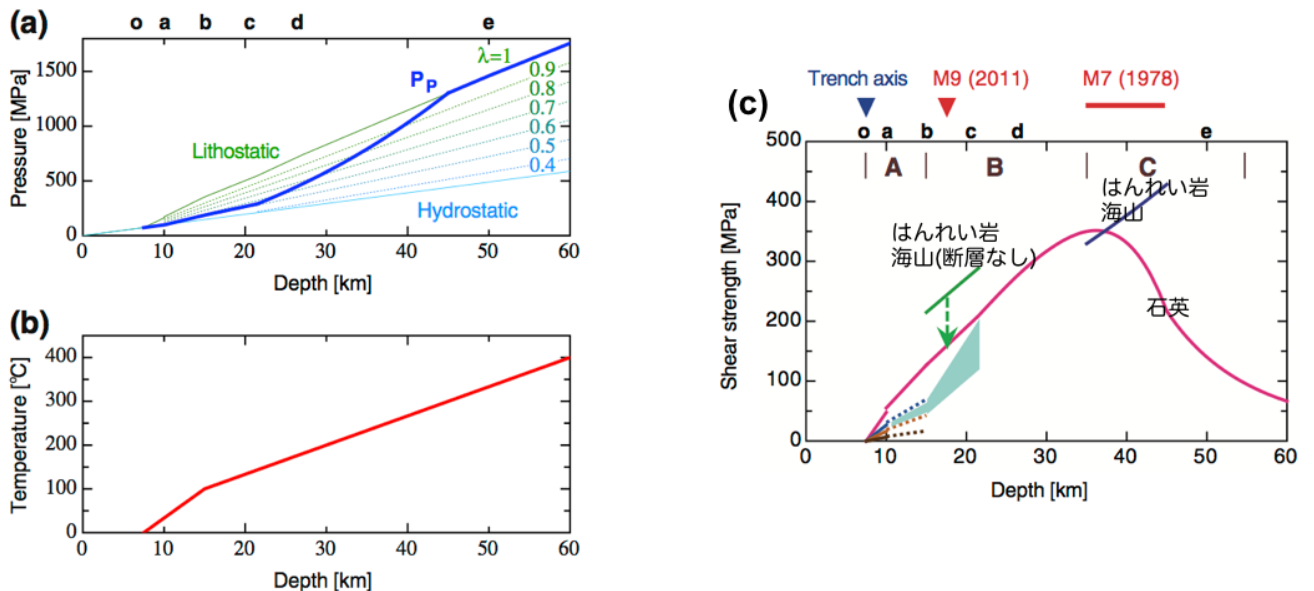 (a)
o a b c d e
Pressure [MPa]
1500
1000
500
0
λ=1
0.9
0.8
0.7
0.6
0.5
0.4
PP
Lithostatic
Hydrostatic
0 10 20 30 40 50 60
Depth [km]
(b)
Temperature [℃]
400
300
200
100
0
0 10 20 30 40 50 60
Depth [km]
(c)
Trench axis
M9 (2011)
M7 (1978)
o a b c d e
A B C
Shear strength [MPa]
500
400
300
200
100
0
はんれい岩
海山(断層なし)
はんれい岩
海山
石英
0 10 20 30 40 50 60
Depth [km]